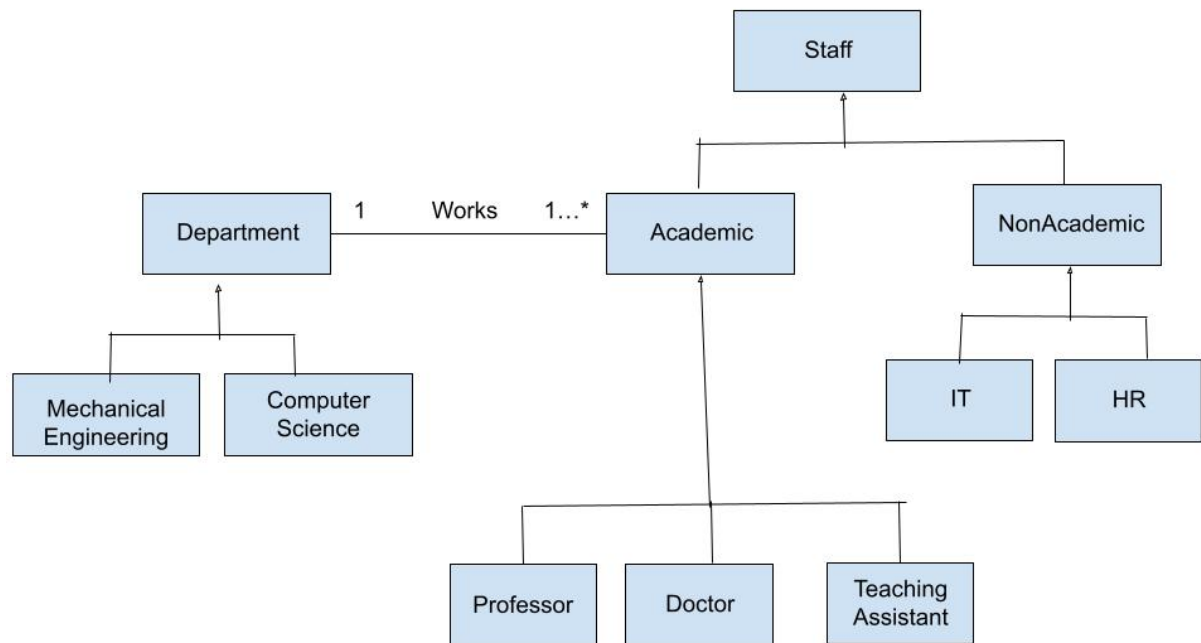 Staff
1 Works 1...*
Department
Academic
NonAcademic
Mechanical
Engineering
Computer
Science
IT
HR
Professor
Doctor
Teaching
Assistant